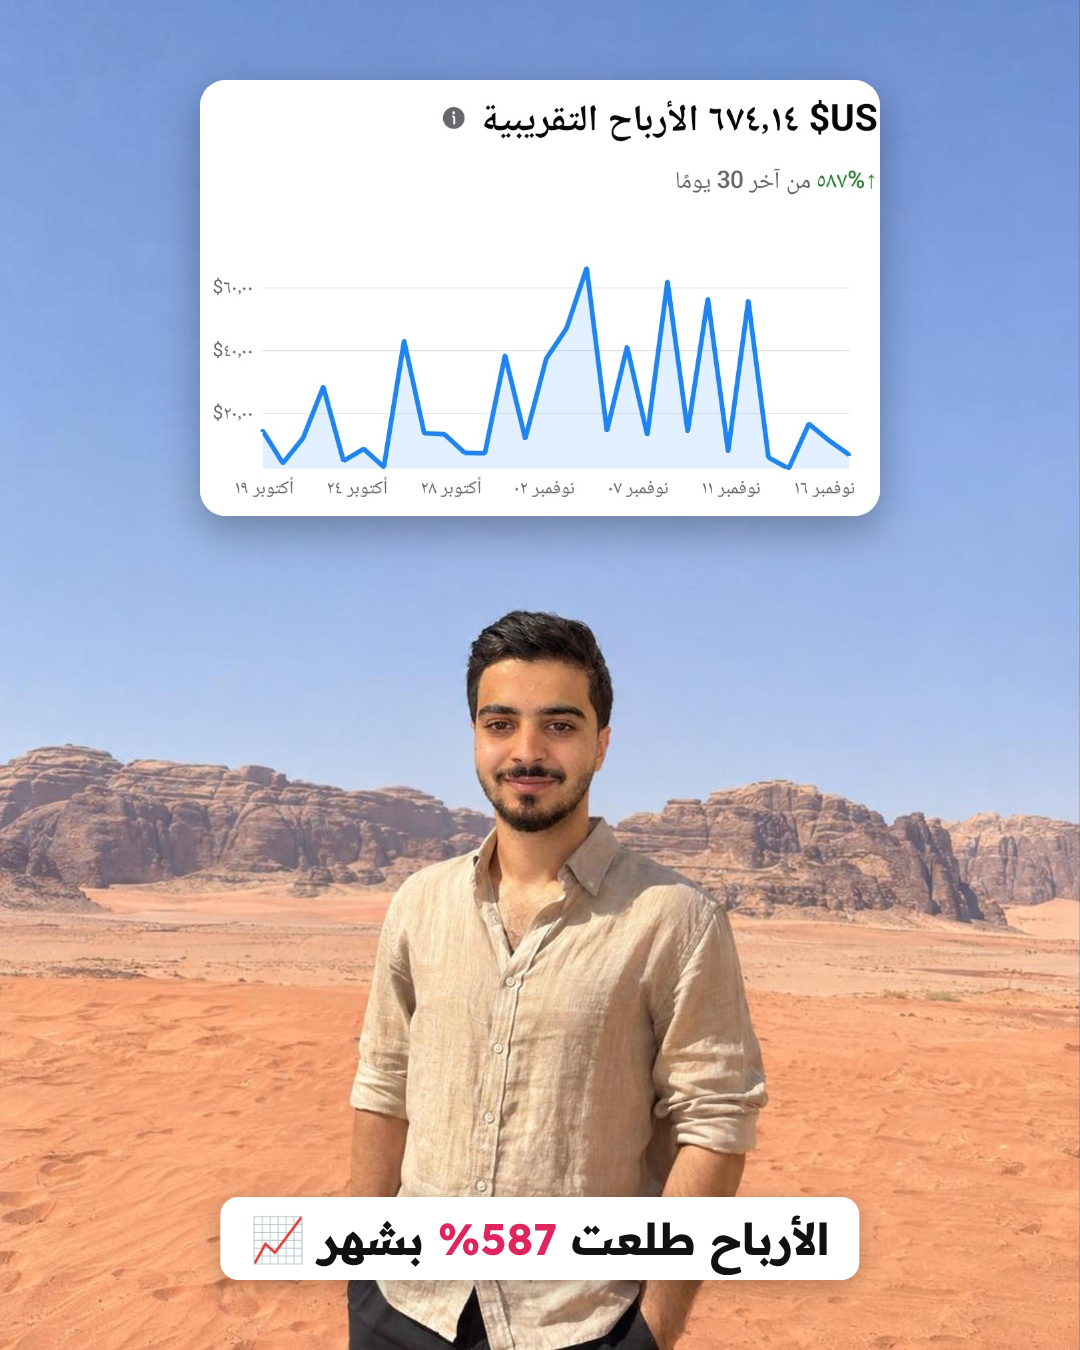 US$ ٦٧٤,١٤ الأرباح التقريبية
↑%٥٨٧ من آخر 30 يومًا
$٦٠,٠٠
$٤٠,٠٠
$٢٠,٠٠
أكتوبر ١٩ أكتوبر ٢٤ أكتوبر ٢٨ نوفمبر ٠٢ نوفمبر ٠٧ نوفمبر ١١ نوفمبر ١٦
الأرباح طلعت 587% بشهر 📈